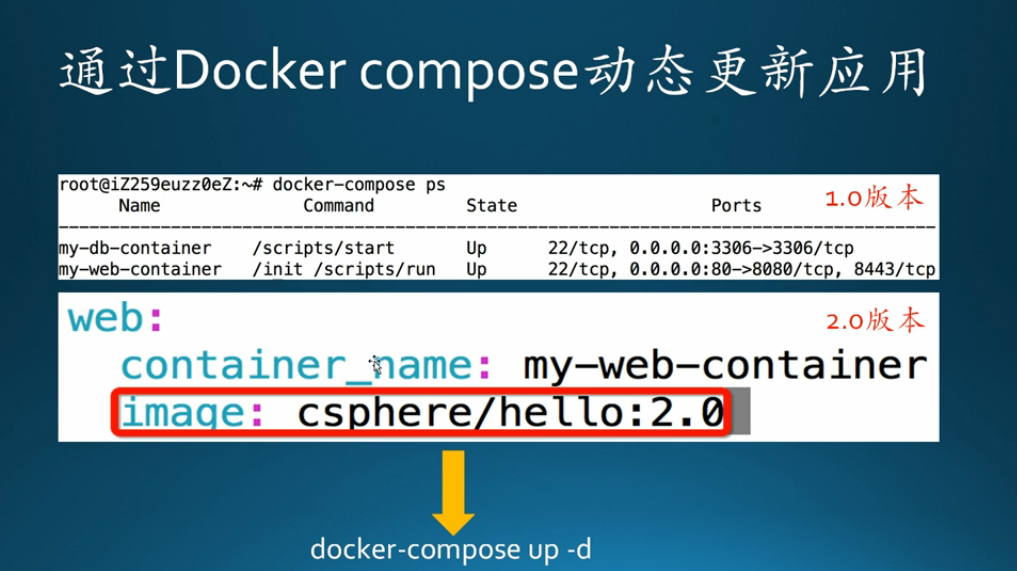 通过Docker compose动态更新应用
root@iZ259euzz0eZ:~# docker-compose ps
Name Command State Ports 1.0版本
my-db-container /scripts/start Up 22/tcp, 0.0.0.0:3306->3306/tcp
my-web-container /init /scripts/run Up 22/tcp, 0.0.0.0:80->8080/tcp, 8443/tcp
web: 2.0版本
container_name: my-web-container
image: csphere/hello:2.0
docker-compose up -d